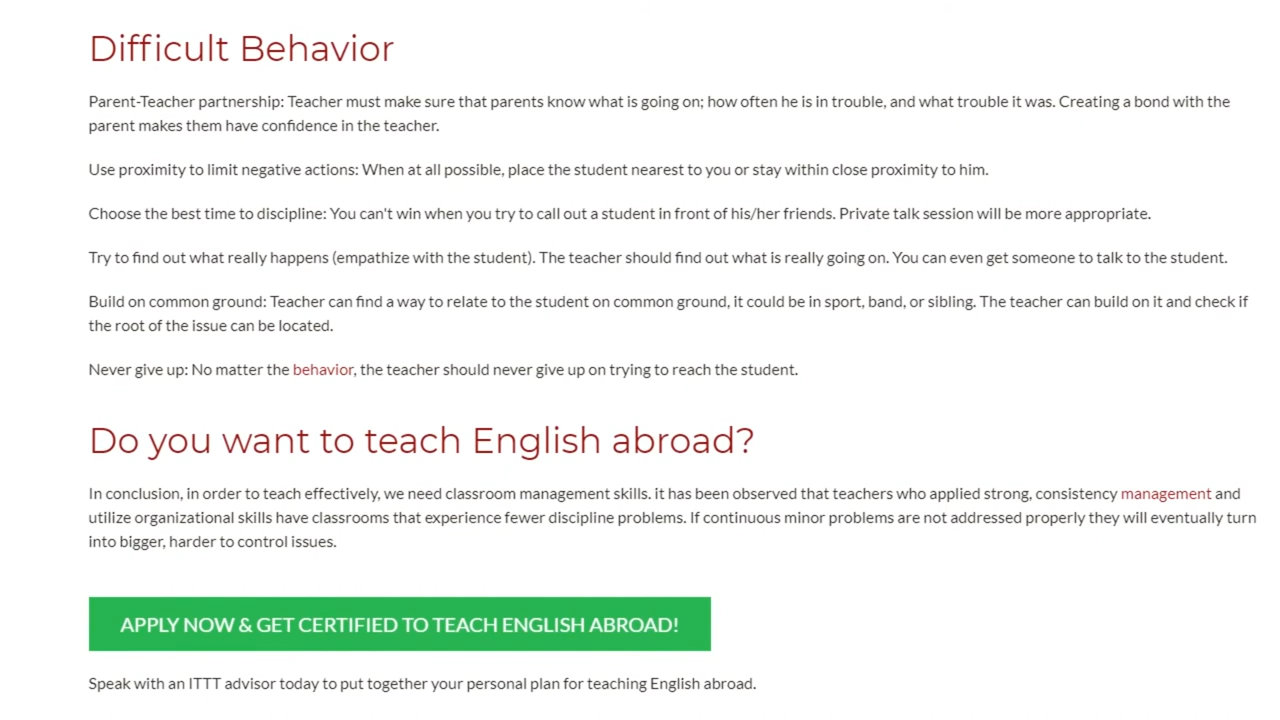 Difficult Behavior
Parent-Teacher partnership: Teacher must make sure that parents know what is going on; how often he is in trouble, and what trouble it was. Creating a bond with the
parent makes them have confidence in the teacher.
Use proximity to limit negative actions: When at all possible, place the student nearest to you or stay within close proximity to him.
Choose the best time to discipline: You can't win when you try to call out a student in front of his/her friends. Private talk session will be more appropriate.
Try to find out what really happens (empathize with the student). The teacher should find out what is really going on. You can even get someone to talk to the student.
Build on common ground: Teacher can find a way to relate to the student on common ground, it could be in sport, band, or sibling. The teacher can build on it and check if
the root of the issue can be located.
Never give up: No matter the behavior, the teacher should never give up on trying to reach the student.
Do you want to teach English abroad?
In conclusion, in order to teach effectively, we need classroom management skills. it has been observed that teachers who applied strong, consistency management and
utilize organizational skills have classrooms that experience fewer discipline problems. If continuous minor problems are not addressed properly they will eventually turn
into bigger, harder to control issues.
APPLY NOW & GET CERTIFIED TO TEACH ENGLISH ABROAD!
Speak with an ITTT advisor today to put together your personal plan for teaching English abroad.